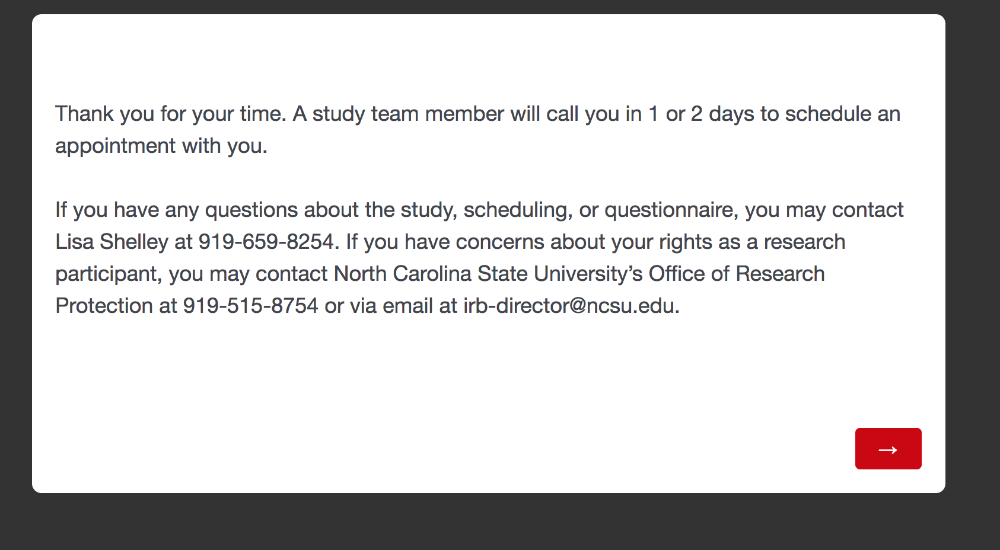 Thank you for your time. A study team member will call you in 1 or 2 days to schedule an
appointment with you.
If you have any questions about the study, scheduling, or questionnaire, you may contact
Lisa Shelley at 919-659-8254. If you have concerns about your rights as a research
participant, you may contact North Carolina State University’s Office of Research
Protection at 919-515-8754 or via email at irb-director@ncsu.edu.
→